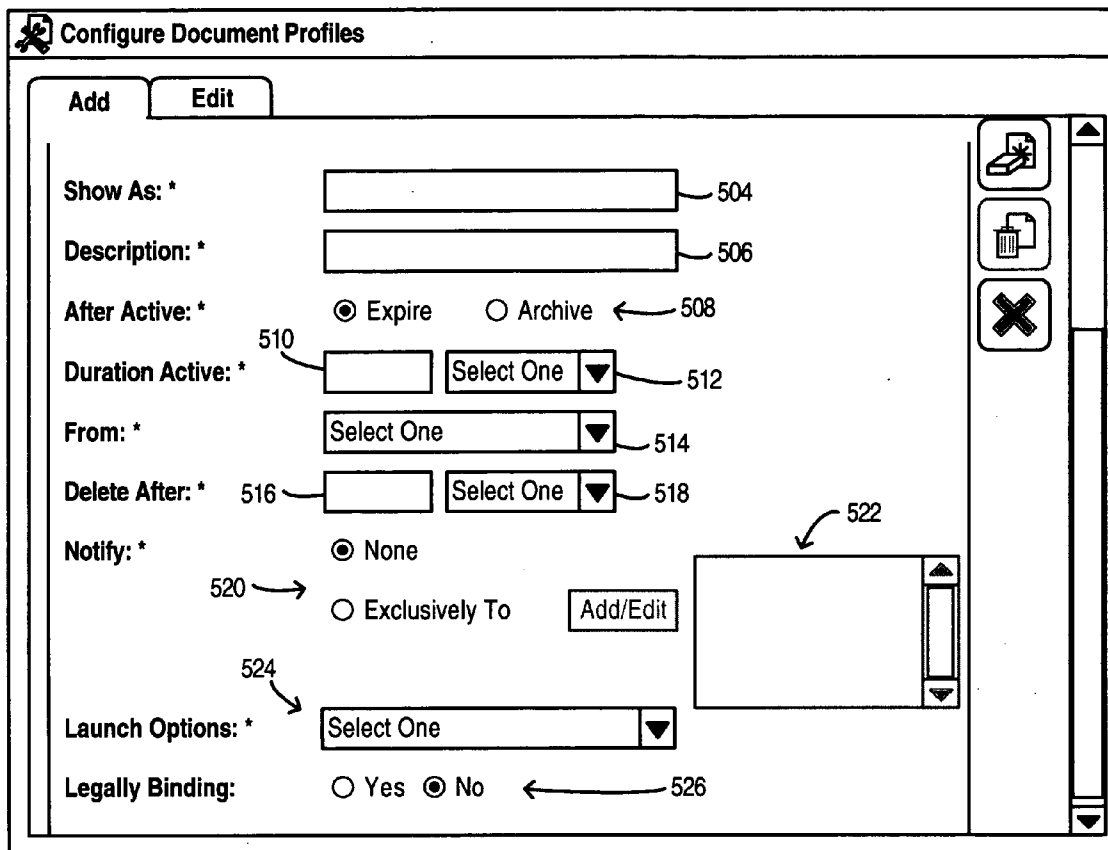 Configure Document Profiles
Add Edit
Show As: * 504
Description: * 506
After Active: * Expire Archive 508
510
Duration Active: * Select One 512
From: * Select One 514
Delete After: * 516 Select One 518
522
Notify: * None
520 Exclusively To Add/Edit
524
Launch Options: * Select One
Legally Binding: Yes No 526